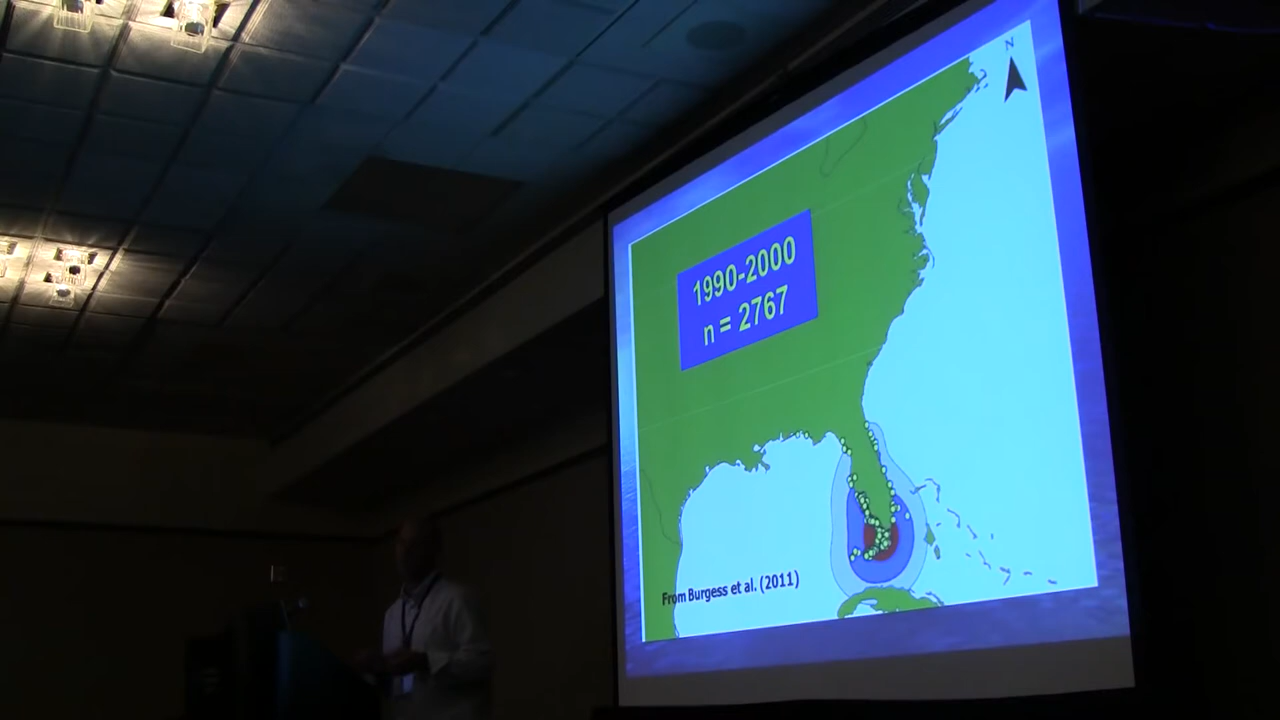 N
1990-2000
n = 2767
From Burgess et al. (2011)